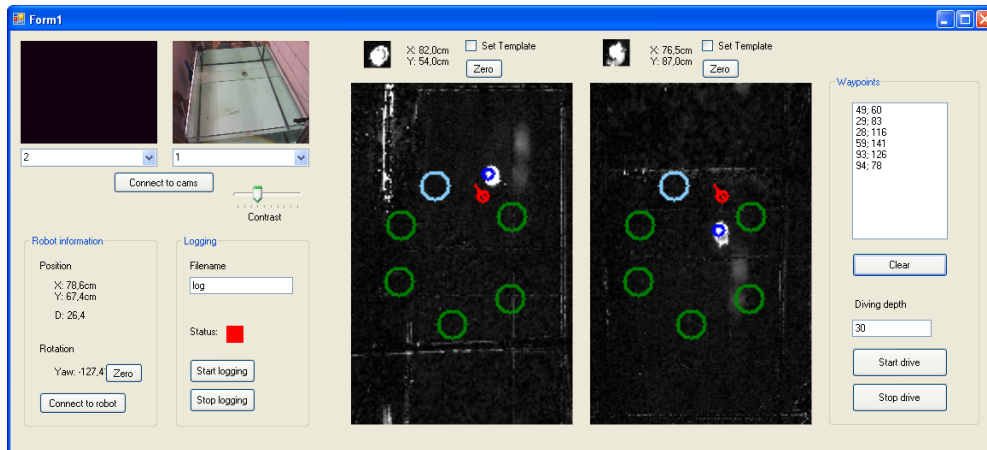 Form1
X: 82,0cm
Y: 54,0cm
Set Template
Zero
X: 76,5cm
Y: 87,0cm
Set Template
Zero
2
1
Connect to cams
Contrast
Robot information
Position
X: 78,6cm
Y: 67,4cm
D: 26,4
Rotation
Yaw: -127,4
Zero
Connect to robot
Logging
Filename
log
Status:
Start logging
Stop logging
Waypoints
49; 60
29; 83
28; 116
59; 141
93; 126
94; 78
Clear
Diving depth
30
Start drive
Stop drive